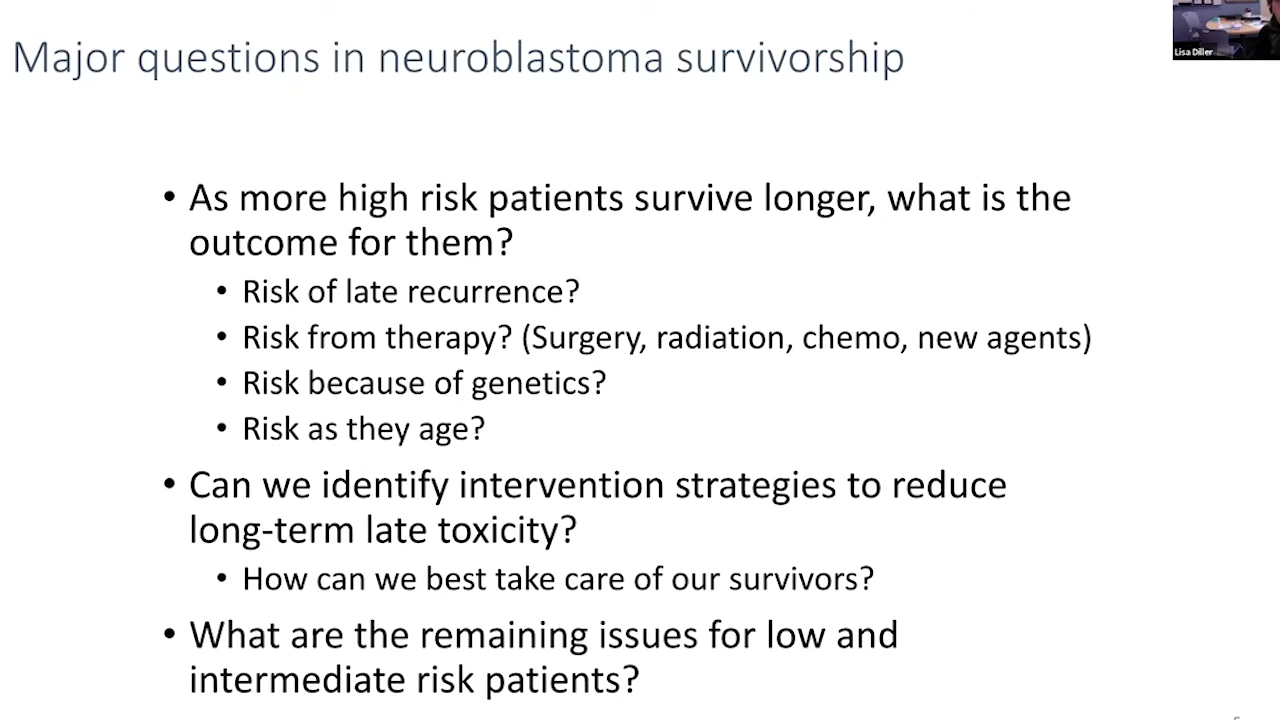 Major questions in neuroblastoma survivorship
Lisa Diller
• As more high risk patients survive longer, what is the
outcome for them?
• Risk of late recurrence?
• Risk from therapy? (Surgery, radiation, chemo, new agents)
• Risk because of genetics?
• Risk as they age?
• Can we identify intervention strategies to reduce
long-term late toxicity?
• How can we best take care of our survivors?
• What are the remaining issues for low and
intermediate risk patients?